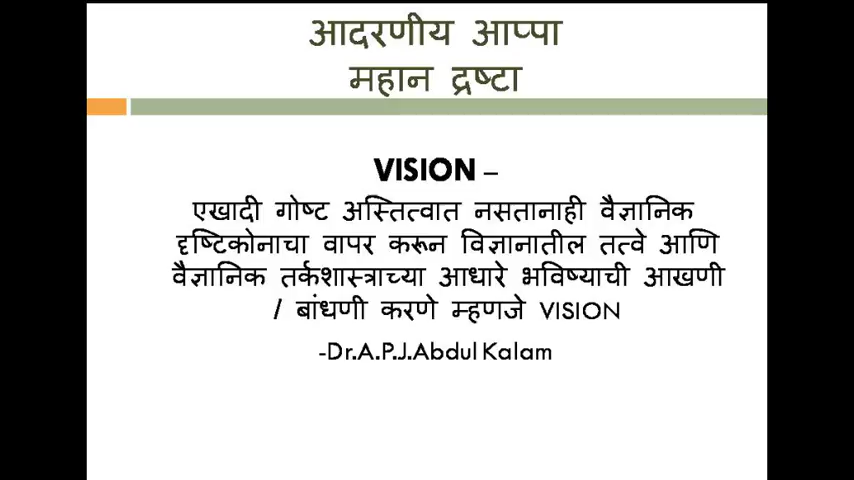 आदरणीय आप्पा
महान द्रष्टा
VISION –
एखादी गोष्ट अस्तित्वात नसतानाही वैज्ञानिक
दृष्टिकोनाचा वापर करून विज्ञानातील तत्वे आणि
वैज्ञानिक तर्कशास्त्राच्या आधारे भविष्याची आखणी
/ बांधणी करणे म्हणजे VISION
-Dr.A.P.J.Abdul Kalam